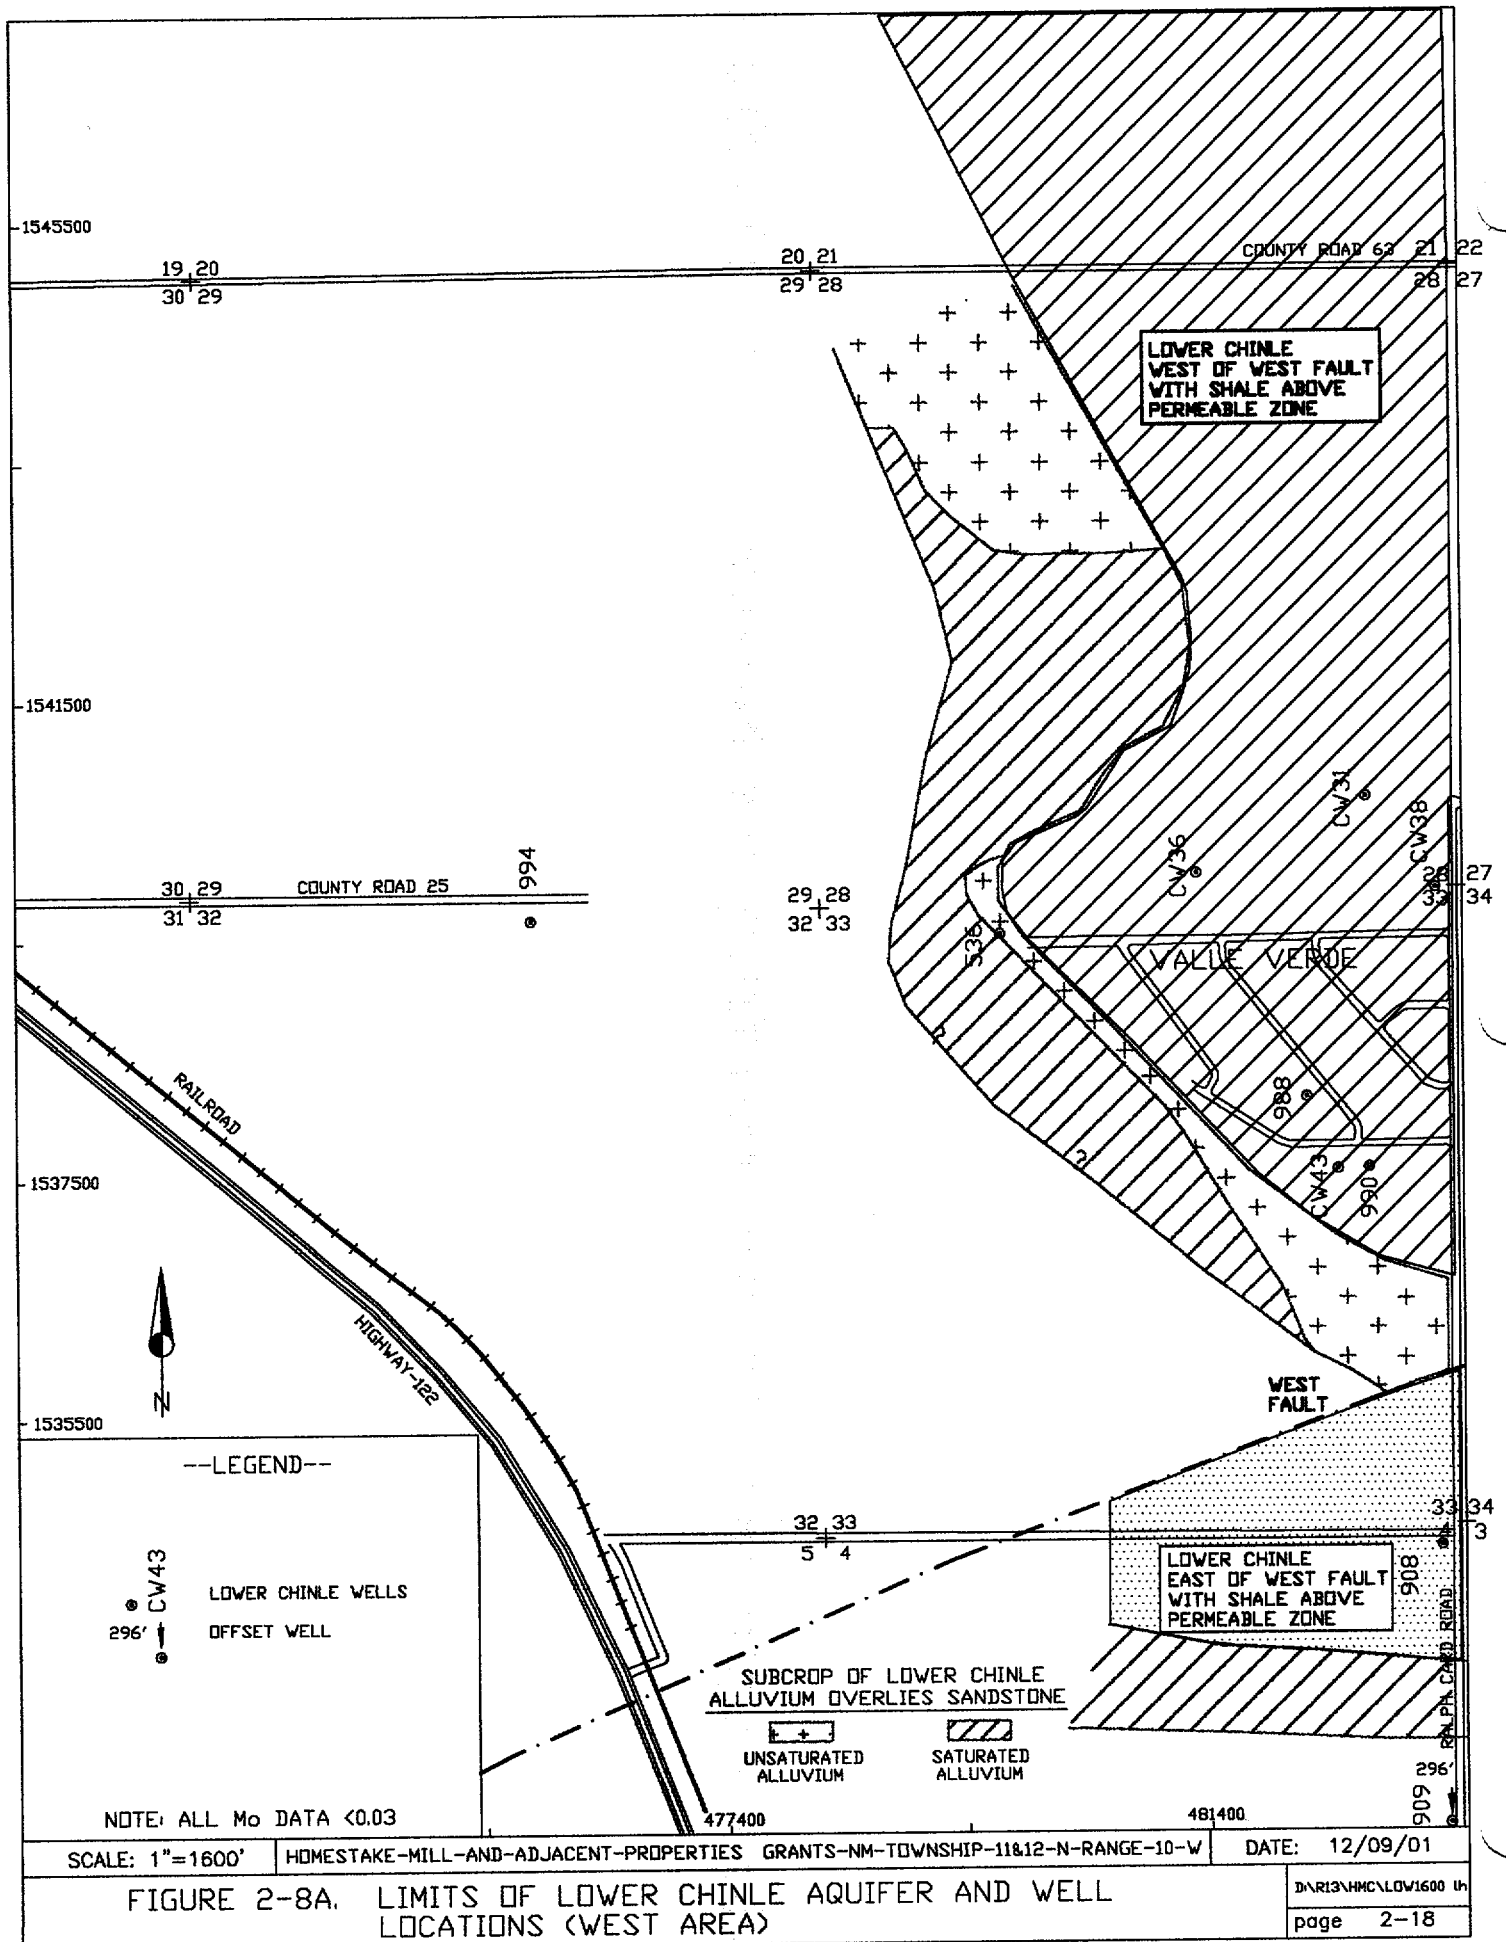 1545500
19 20
30 29
20 21
29 28
COUNTY ROAD 63
21 22
28 27
LOWER CHINLE
WEST OF WEST FAULT
WITH SHALE ABOVE
PERMEABLE ZONE
1541500
CW31
CW38
CW36
994
30 29
31 32
COUNTY ROAD 25
29 28
32 33
28 27
33 34
536
VALLE VERDE
?
RAILROAD
988
?
1537500
CW43
990
HIGHWAY-122
N
WEST
FAULT
1535500
--LEGEND--
CW43
LOWER CHINLE WELLS
296'
OFFSET WELL
NOTE: ALL Mo DATA <0.03
32 33
5 4
33 34
4 3
908
LOWER CHINLE
EAST OF WEST FAULT
WITH SHALE ABOVE
PERMEABLE ZONE
RALPH CARD ROAD
SUBCROP OF LOWER CHINLE
ALLUVIUM OVERLIES SANDSTONE
UNSATURATED
ALLUVIUM
SATURATED
ALLUVIUM
296'
909
477400
481400
SCALE: 1"=1600'
HOMESTAKE-MILL-AND-ADJACENT-PROPERTIES GRANTS-NM-TOWNSHIP-11&12-N-RANGE-10-W
DATE: 12/09/01
FIGURE 2-8A. LIMITS OF LOWER CHINLE AQUIFER AND WELL
LOCATIONS (WEST AREA)
D:\R13\HMC\LOW1600 lh
page 2-18